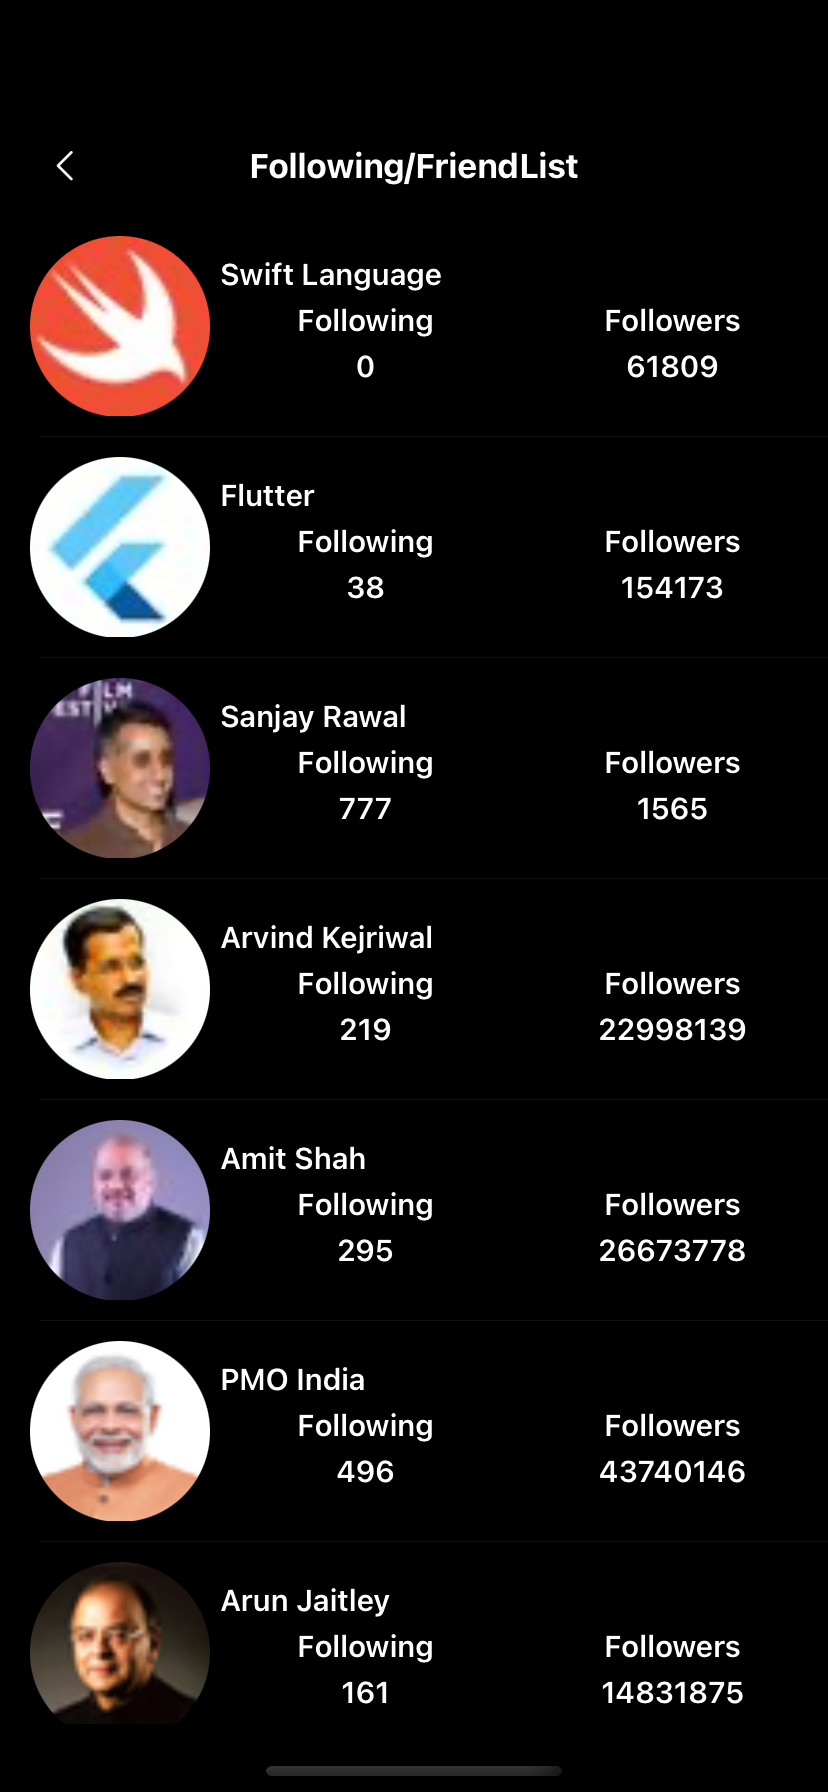 Following/FriendList
Swift Language
Following Followers
0 61809
Flutter
Following Followers
38 154173
Sanjay Rawal
Following Followers
777 1565
Arvind Kejriwal
Following Followers
219 22998139
Amit Shah
Following Followers
295 26673778
PMO India
Following Followers
496 43740146
Arun Jaitley
Following Followers
161 14831875